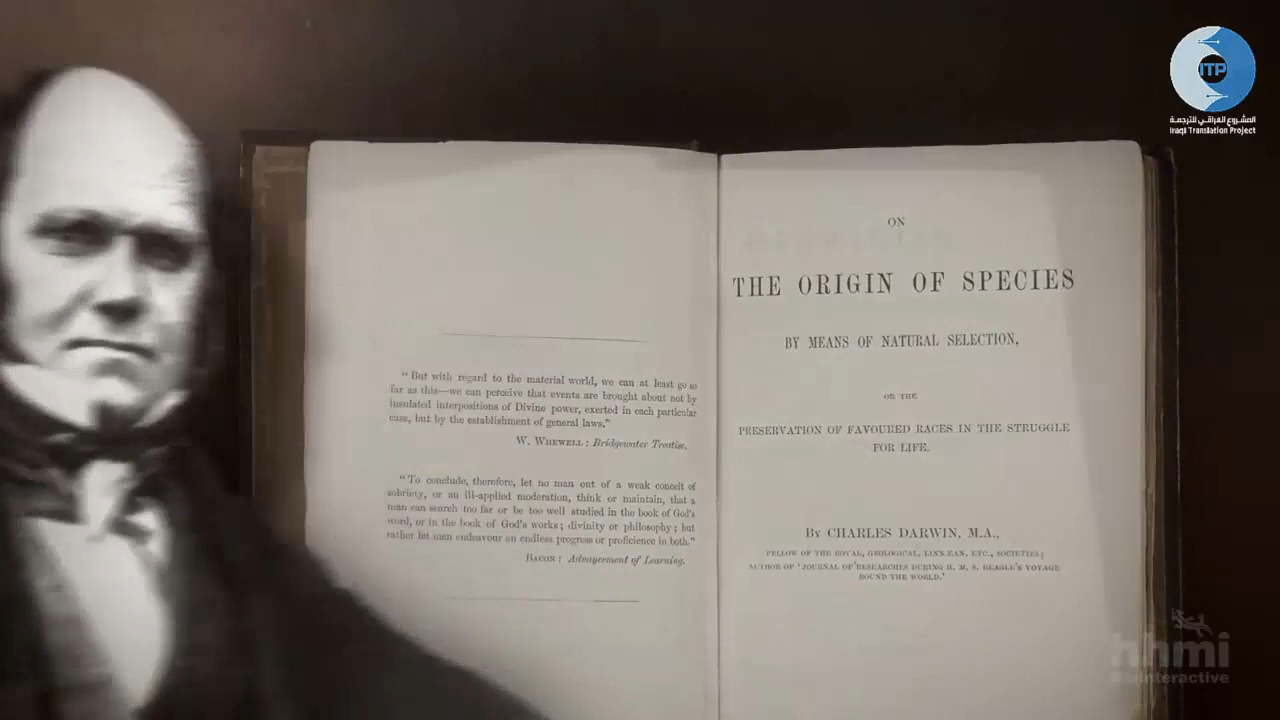 ITP
المشروع العراقي للترجمة
Iraqi Translation Project
"But with regard to the material world, we can at least go so
far as this—we can perceive that events are brought about not by
insulated interpositions of Divine power, exerted in each particular
case, but by the establishment of general laws."
W. WHEWELL: Bridgewater Treatise.
"To conclude, therefore, let no man out of a weak conceit of
sobriety, or an ill-applied moderation, think or maintain, that a
man can search too far or be too well studied in the book of God's
word, or in the book of God's works; divinity or philosophy; but
rather let men endeavour an endless progress or proficience in both."
BACON: Advancement of Learning.
ON
THE ORIGIN OF SPECIES
BY MEANS OF NATURAL SELECTION,
OR THE
PRESERVATION OF FAVOURED RACES IN THE STRUGGLE
FOR LIFE.
By CHARLES DARWIN, M.A.,
FELLOW OF THE ROYAL, GEOLOGICAL, LINNÆAN, ETC., SOCIETIES;
AUTHOR OF 'JOURNAL OF RESEARCHES DURING H. M. S. BEAGLE'S VOYAGE
ROUND THE WORLD.'
hhmi
biointeractive